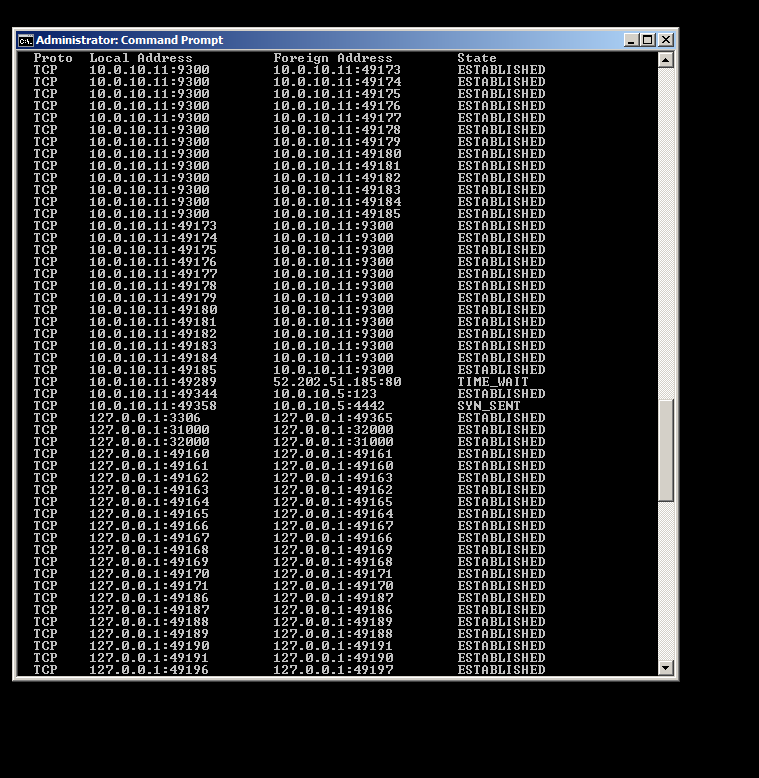 Administrator: Command Prompt
Proto Local Address Foreign Address State
TCP 10.0.10.11:9300 10.0.10.11:49173 ESTABLISHED
TCP 10.0.10.11:9300 10.0.10.11:49174 ESTABLISHED
TCP 10.0.10.11:9300 10.0.10.11:49175 ESTABLISHED
TCP 10.0.10.11:9300 10.0.10.11:49176 ESTABLISHED
TCP 10.0.10.11:9300 10.0.10.11:49177 ESTABLISHED
TCP 10.0.10.11:9300 10.0.10.11:49178 ESTABLISHED
TCP 10.0.10.11:9300 10.0.10.11:49179 ESTABLISHED
TCP 10.0.10.11:9300 10.0.10.11:49180 ESTABLISHED
TCP 10.0.10.11:9300 10.0.10.11:49181 ESTABLISHED
TCP 10.0.10.11:9300 10.0.10.11:49182 ESTABLISHED
TCP 10.0.10.11:9300 10.0.10.11:49183 ESTABLISHED
TCP 10.0.10.11:9300 10.0.10.11:49184 ESTABLISHED
TCP 10.0.10.11:9300 10.0.10.11:49185 ESTABLISHED
TCP 10.0.10.11:49173 10.0.10.11:9300 ESTABLISHED
TCP 10.0.10.11:49174 10.0.10.11:9300 ESTABLISHED
TCP 10.0.10.11:49175 10.0.10.11:9300 ESTABLISHED
TCP 10.0.10.11:49176 10.0.10.11:9300 ESTABLISHED
TCP 10.0.10.11:49177 10.0.10.11:9300 ESTABLISHED
TCP 10.0.10.11:49178 10.0.10.11:9300 ESTABLISHED
TCP 10.0.10.11:49179 10.0.10.11:9300 ESTABLISHED
TCP 10.0.10.11:49180 10.0.10.11:9300 ESTABLISHED
TCP 10.0.10.11:49181 10.0.10.11:9300 ESTABLISHED
TCP 10.0.10.11:49182 10.0.10.11:9300 ESTABLISHED
TCP 10.0.10.11:49183 10.0.10.11:9300 ESTABLISHED
TCP 10.0.10.11:49184 10.0.10.11:9300 ESTABLISHED
TCP 10.0.10.11:49185 10.0.10.11:9300 ESTABLISHED
TCP 10.0.10.11:49289 52.202.51.185:80 TIME_WAIT
TCP 10.0.10.11:49344 10.0.10.5:123 ESTABLISHED
TCP 10.0.10.11:49358 10.0.10.5:4442 SYN_SENT
TCP 127.0.0.1:3306 127.0.0.1:49365 ESTABLISHED
TCP 127.0.0.1:31000 127.0.0.1:32000 ESTABLISHED
TCP 127.0.0.1:32000 127.0.0.1:31000 ESTABLISHED
TCP 127.0.0.1:49160 127.0.0.1:49161 ESTABLISHED
TCP 127.0.0.1:49161 127.0.0.1:49160 ESTABLISHED
TCP 127.0.0.1:49162 127.0.0.1:49163 ESTABLISHED
TCP 127.0.0.1:49163 127.0.0.1:49162 ESTABLISHED
TCP 127.0.0.1:49164 127.0.0.1:49165 ESTABLISHED
TCP 127.0.0.1:49165 127.0.0.1:49164 ESTABLISHED
TCP 127.0.0.1:49166 127.0.0.1:49167 ESTABLISHED
TCP 127.0.0.1:49167 127.0.0.1:49166 ESTABLISHED
TCP 127.0.0.1:49168 127.0.0.1:49169 ESTABLISHED
TCP 127.0.0.1:49169 127.0.0.1:49168 ESTABLISHED
TCP 127.0.0.1:49170 127.0.0.1:49171 ESTABLISHED
TCP 127.0.0.1:49171 127.0.0.1:49170 ESTABLISHED
TCP 127.0.0.1:49186 127.0.0.1:49187 ESTABLISHED
TCP 127.0.0.1:49187 127.0.0.1:49186 ESTABLISHED
TCP 127.0.0.1:49188 127.0.0.1:49189 ESTABLISHED
TCP 127.0.0.1:49189 127.0.0.1:49188 ESTABLISHED
TCP 127.0.0.1:49190 127.0.0.1:49191 ESTABLISHED
TCP 127.0.0.1:49191 127.0.0.1:49190 ESTABLISHED
TCP 127.0.0.1:49196 127.0.0.1:49197 ESTABLISHED